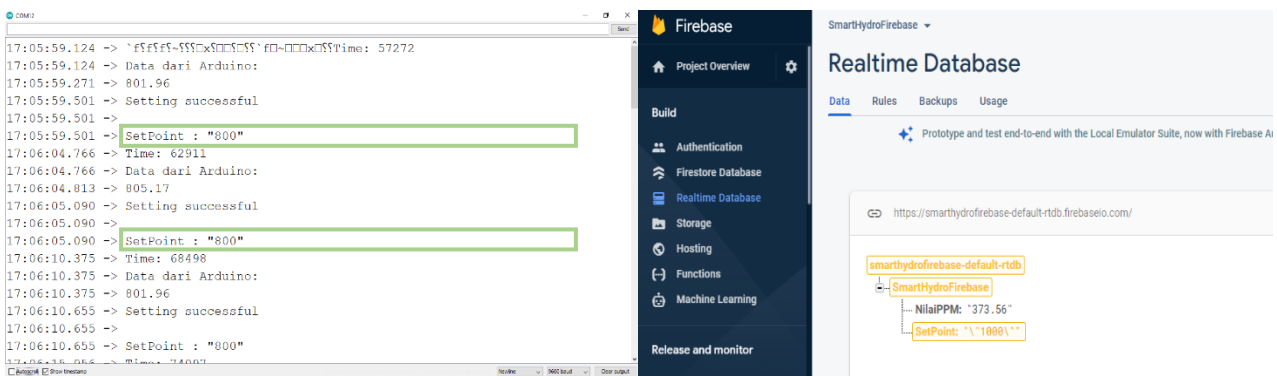 COM12
Send
17:05:59.124 -> Time: 57272
17:05:59.124 -> Data dari Arduino:
17:05:59.271 -> 801.96
17:05:59.501 -> Setting successful
17:05:59.501 ->
17:05:59.501 -> SetPoint : "800"
17:06:04.766 -> Time: 62911
17:06:04.766 -> Data dari Arduino:
17:06:04.813 -> 805.17
17:06:05.090 -> Setting successful
17:06:05.090 ->
17:06:05.090 -> SetPoint : "800"
17:06:10.375 -> Time: 68498
17:06:10.375 -> Data dari Arduino:
17:06:10.375 -> 801.96
17:06:10.655 -> Setting successful
17:06:10.655 ->
17:06:10.655 -> SetPoint : "800"
17:06:15.956 -> Time: 74097
Autoscroll Show timestamp Newline 9600 baud Clear output
Firebase
Project Overview
Build
Authentication
Firestore Database
Realtime Database
Storage
Hosting
Functions
Machine Learning
Release and monitor
SmartHydroFirebase
Realtime Database
Data Rules Backups Usage
Prototype and test end-to-end with the Local Emulator Suite, now with Firebase
https://smarthydrofirebase-default-rtdb.firebaseio.com/
smarthydrofirebase-default-rtdb
SmartHydroFirebase
NilaiPPM: "373.56"
SetPoint: "\"1000\""